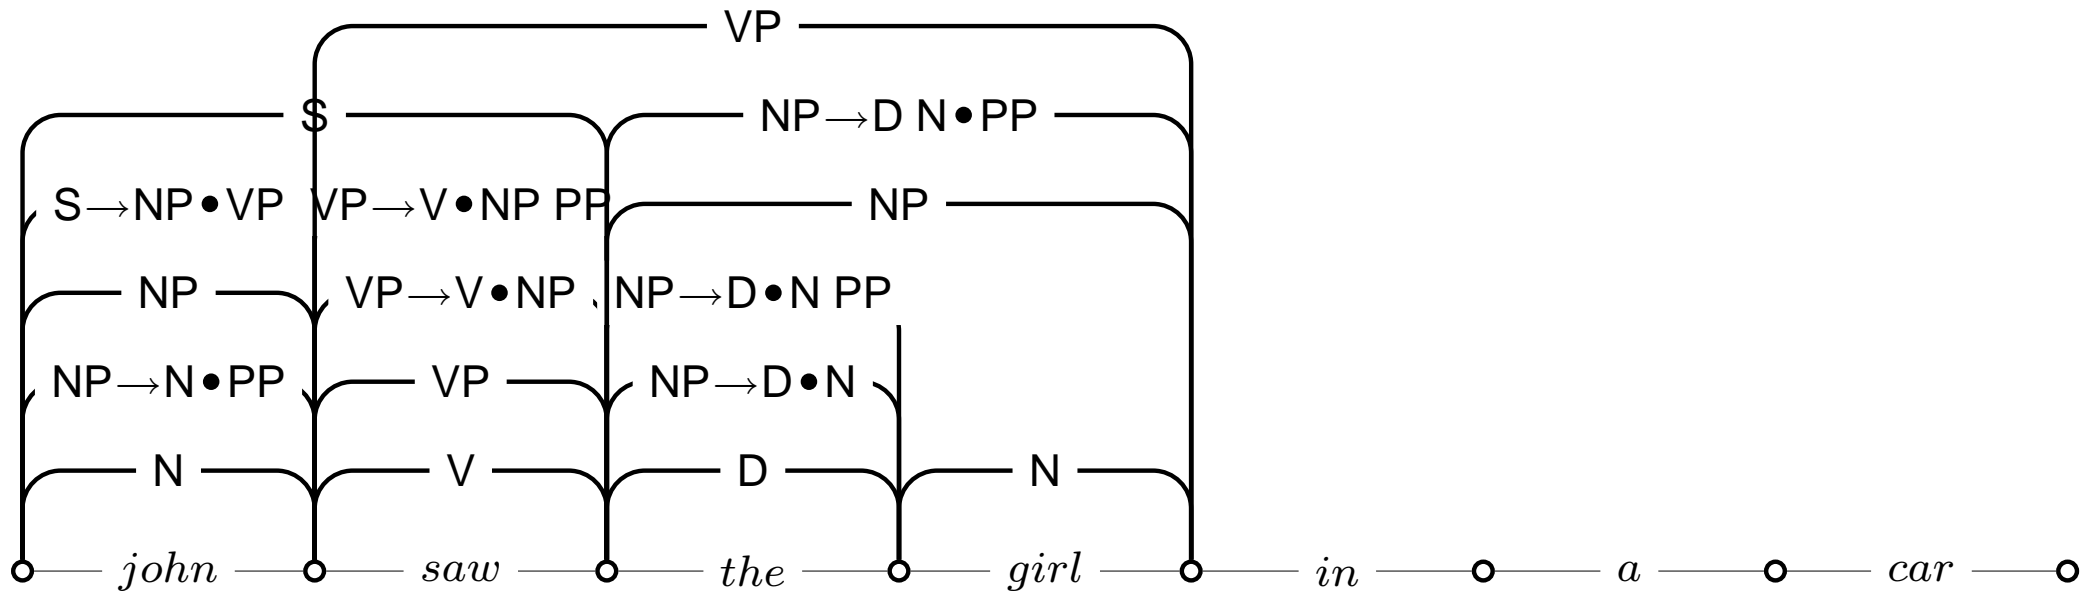 VP
S NP→D N•PP
S→NP•VP VP→V•NP PP NP
NP VP→V•NP NP→D•N PP
NP→N•PP VP NP→D•N
N V D N
john saw the girl in a car